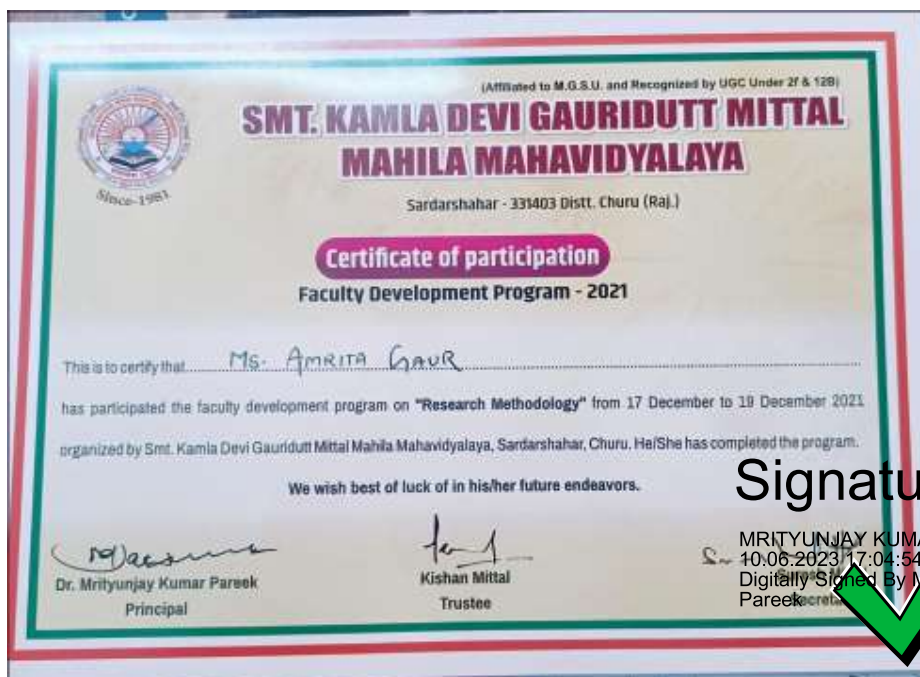 (Affiliated to M.G.S.U. and Recognized by UGC Under 2f & 12B)
SMT. KAMLA DEVI GAURIDUTT MITTAL
MAHILA MAHAVIDYALAYA
Since-1981
Sardarshahar - 331403 Distt. Churu (Raj.)
Certificate of participation
Faculty Development Program - 2021
This is to certify that Ms. AMRITA GAUR
has participated the faculty development program on "Research Methodology" from 17 December to 19 December 2021
organized by Smt. Kamla Devi Gauridutt Mittal Mahila Mahavidyalaya, Sardarshahar, Churu. He/She has completed the program.
We wish best of luck of in his/her future endeavors.
Signatu
MRITYUNJAY KUMA
10.06.2023 17:04:54
Digitally Signed By M
Pareek
Dr. Mrityunjay Kumar Pareek
Principal
Kishan Mittal
Trustee
Suresh M